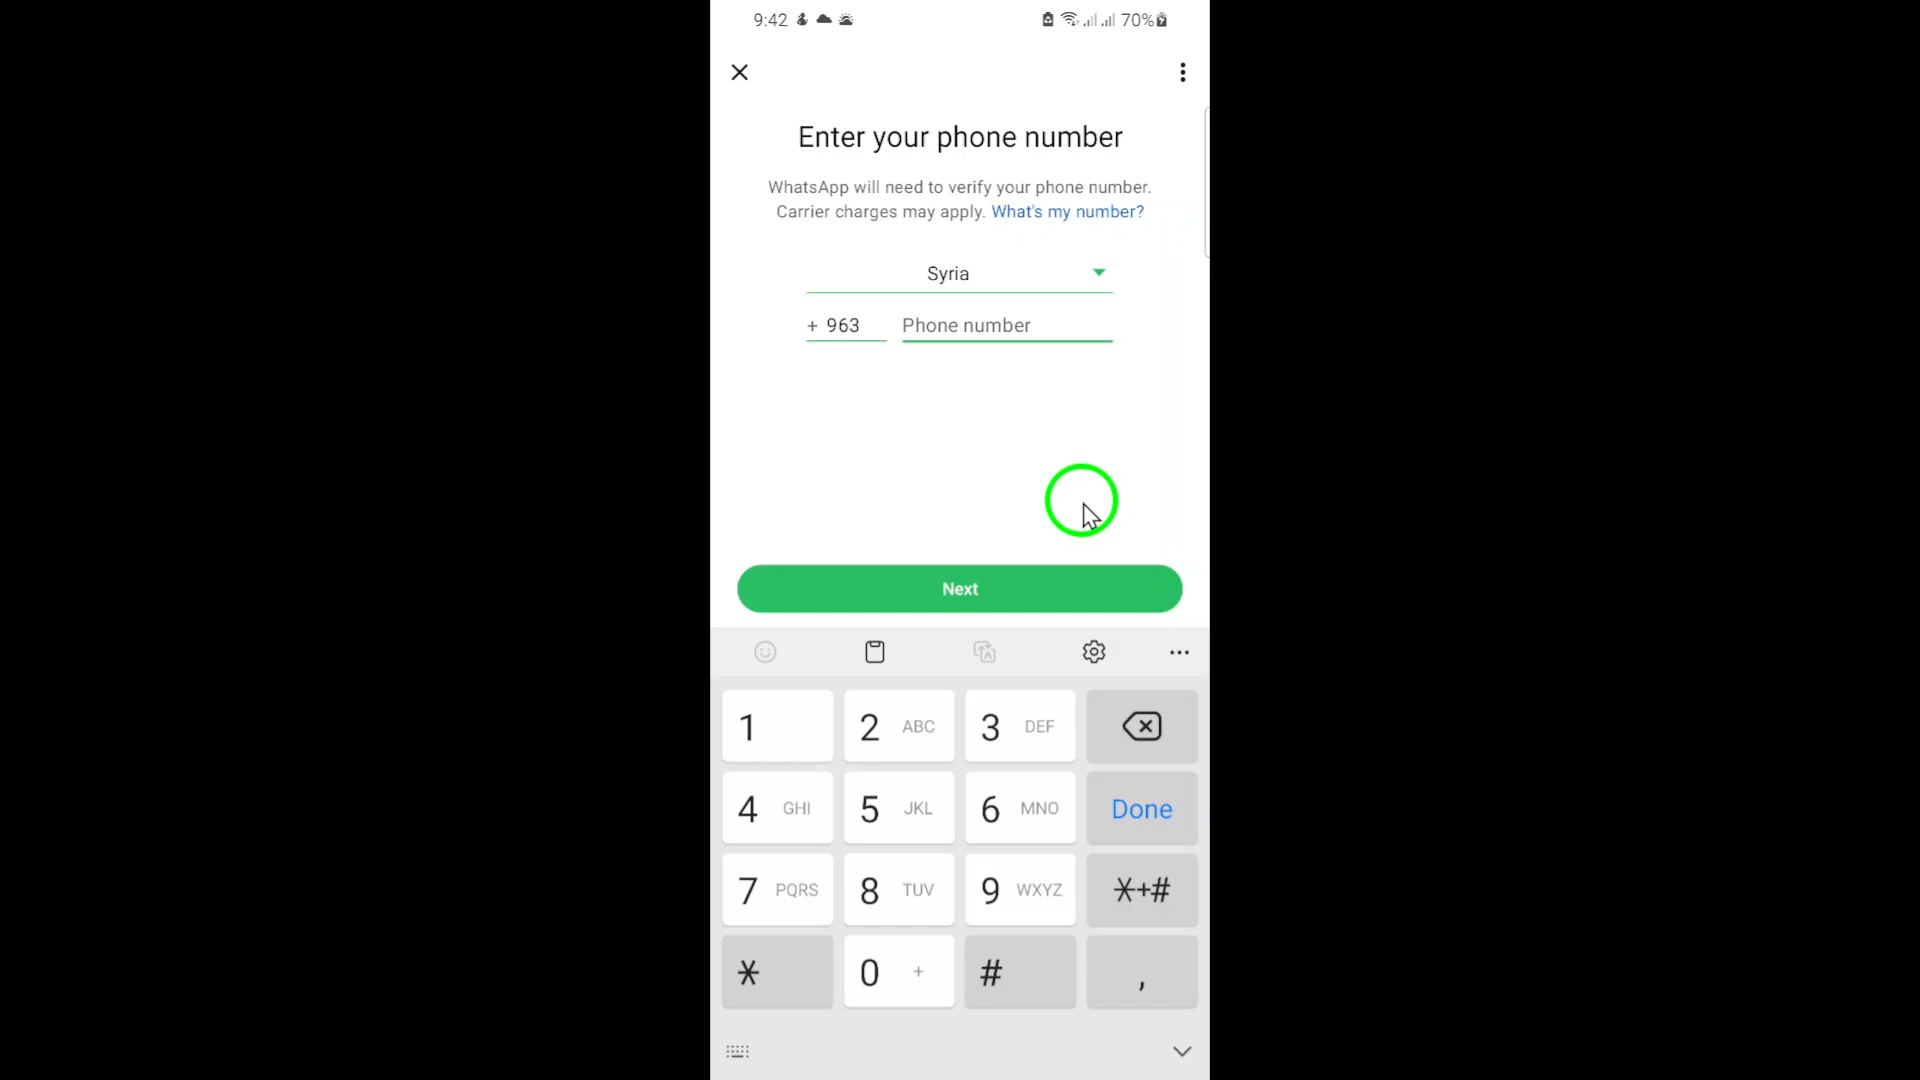 9:42 70%
Enter your phone number
WhatsApp will need to verify your phone number.
Carrier charges may apply. What's my number?
Syria
+ 963 Phone number
Next
1 2 ABC 3 DEF
4 GHI 5 JKL 6 MNO Done
7 PQRS 8 TUV 9 WXYZ *+#
* 0 + # ,